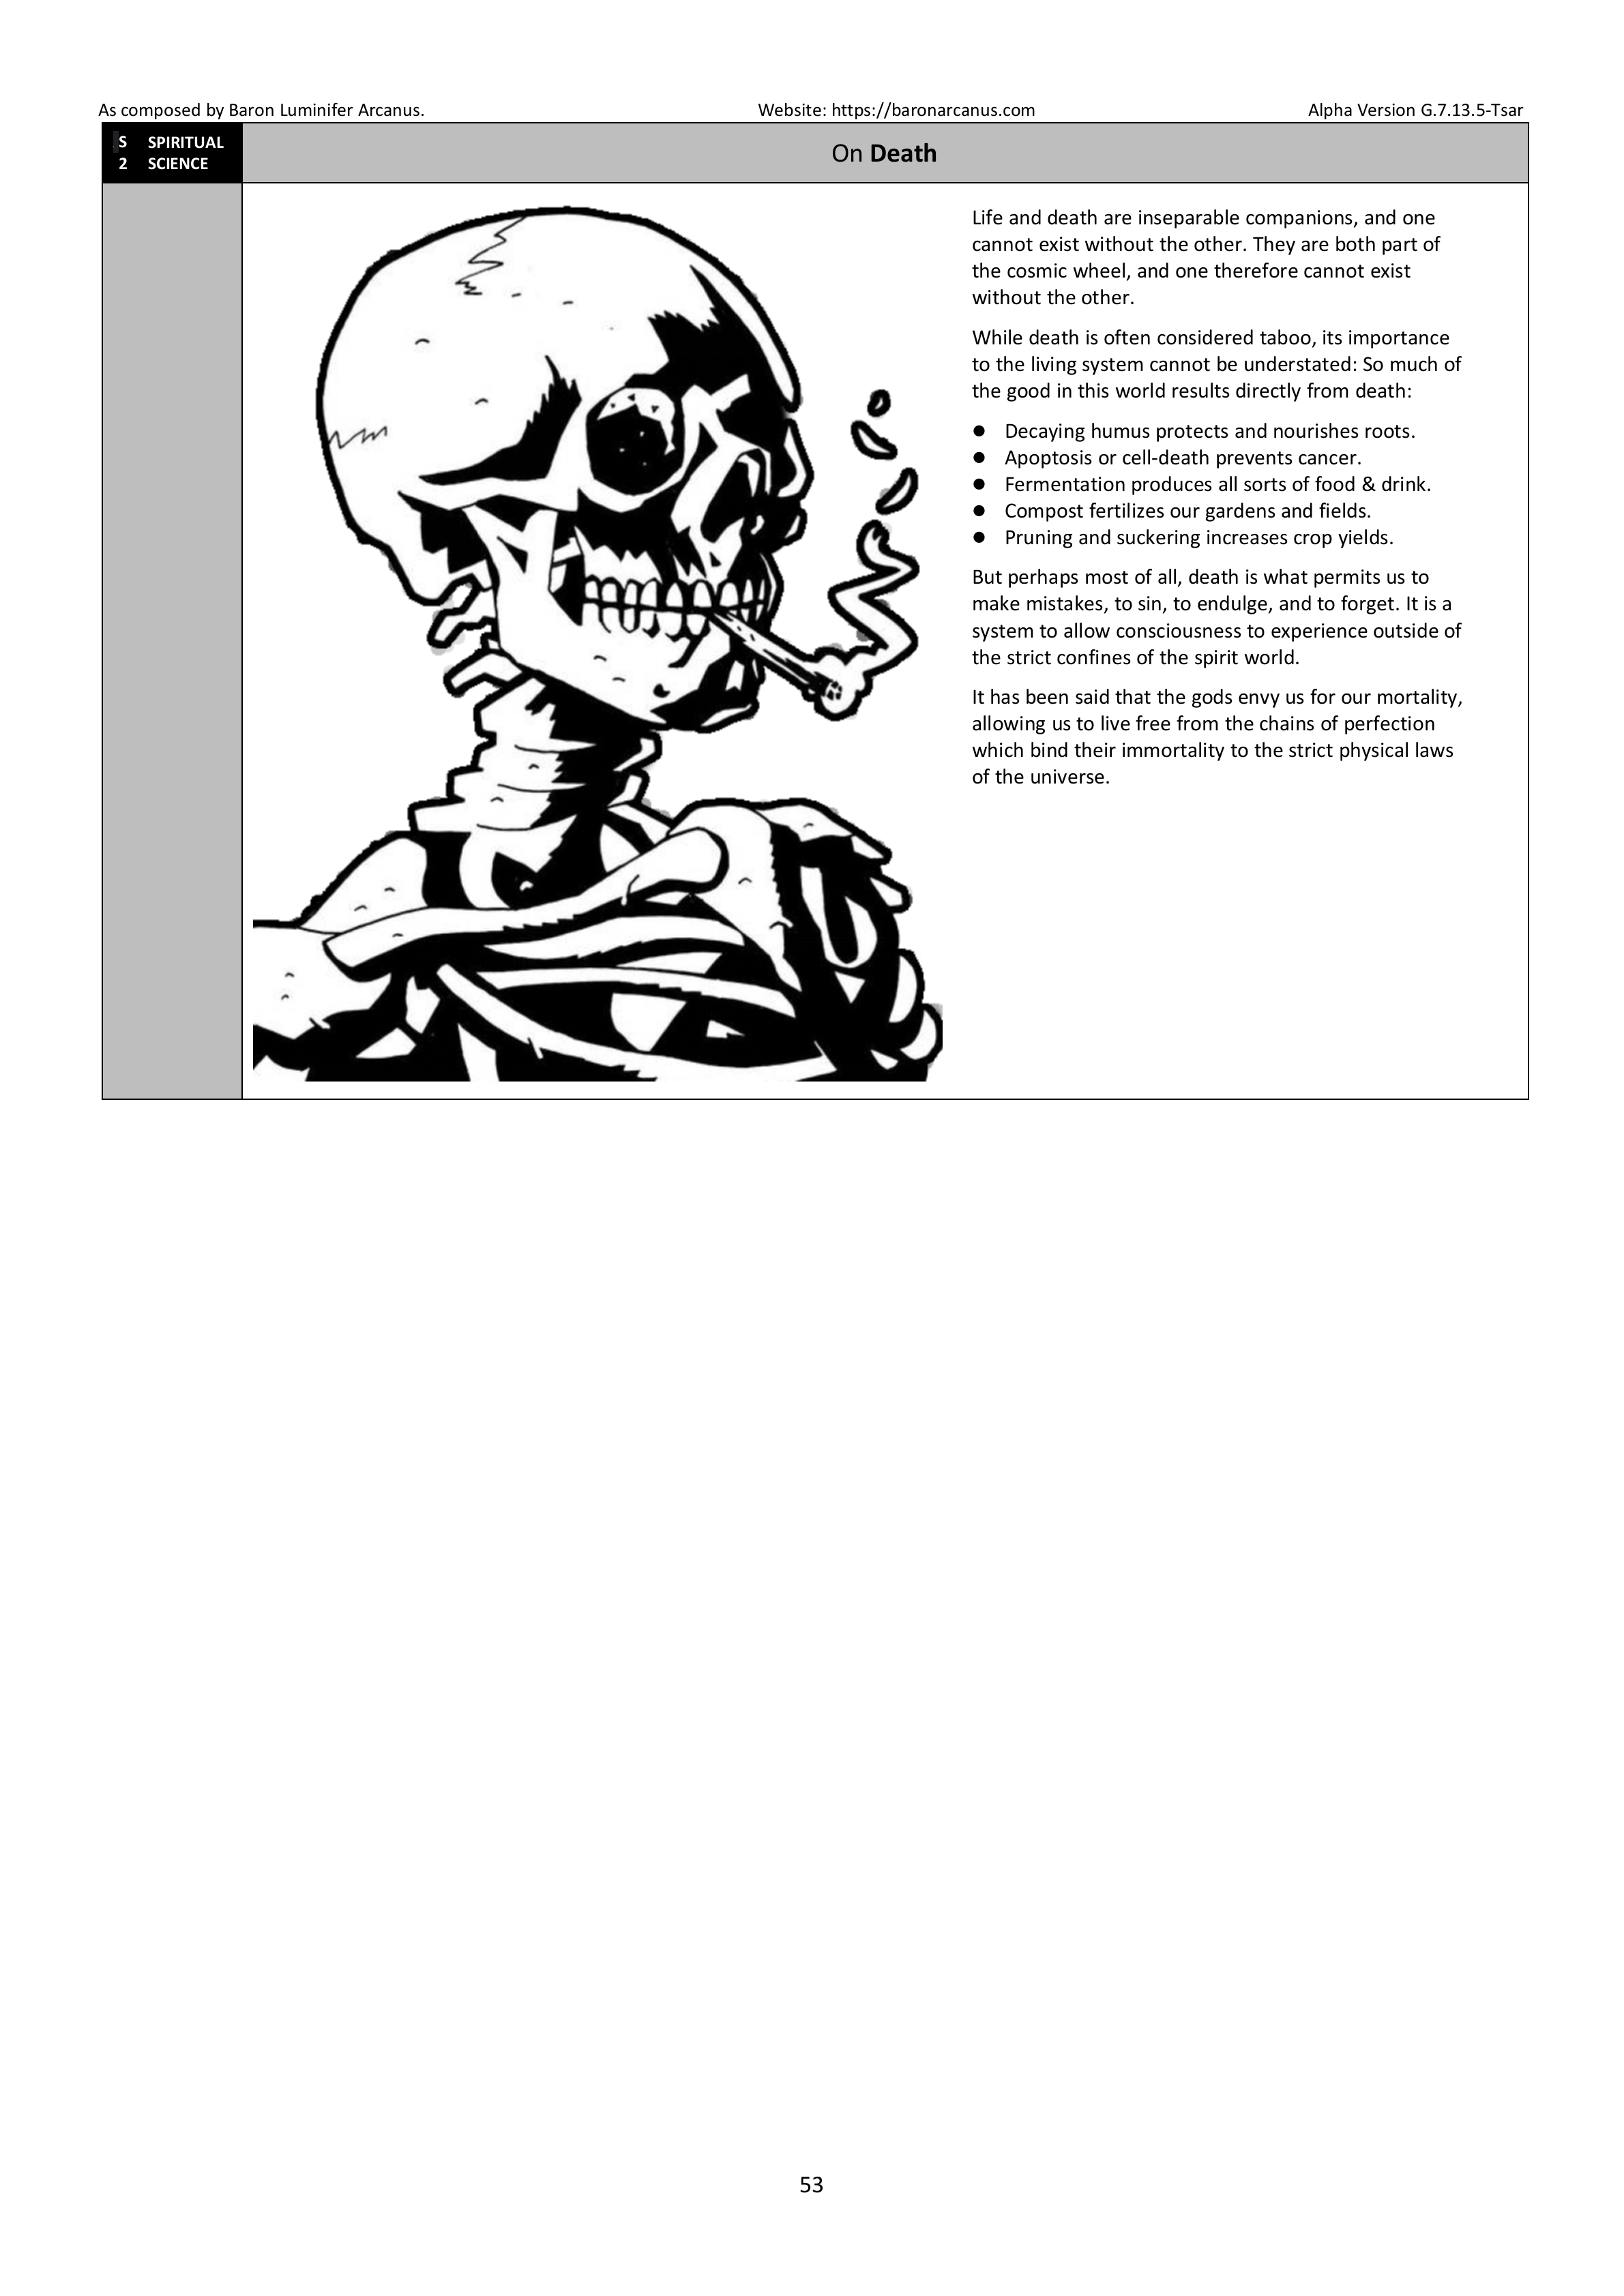 As composed by Baron Luminifer Arcanus. Website: https://baronarcanus.com Alpha Version G.7.13.5-Tsar
S SPIRITUAL
2 SCIENCE
On Death
Life and death are inseparable companions, and one
cannot exist without the other. They are both part of
the cosmic wheel, and one therefore cannot exist
without the other.
While death is often considered taboo, its importance
to the living system cannot be understated: So much of
the good in this world results directly from death:
● Decaying humus protects and nourishes roots.
● Apoptosis or cell-death prevents cancer.
● Fermentation produces all sorts of food & drink.
● Compost fertilizes our gardens and fields.
● Pruning and suckering increases crop yields.
But perhaps most of all, death is what permits us to
make mistakes, to sin, to endulge, and to forget. It is a
system to allow consciousness to experience outside of
the strict confines of the spirit world.
It has been said that the gods envy us for our mortality,
allowing us to live free from the chains of perfection
which bind their immortality to the strict physical laws
of the universe.
53